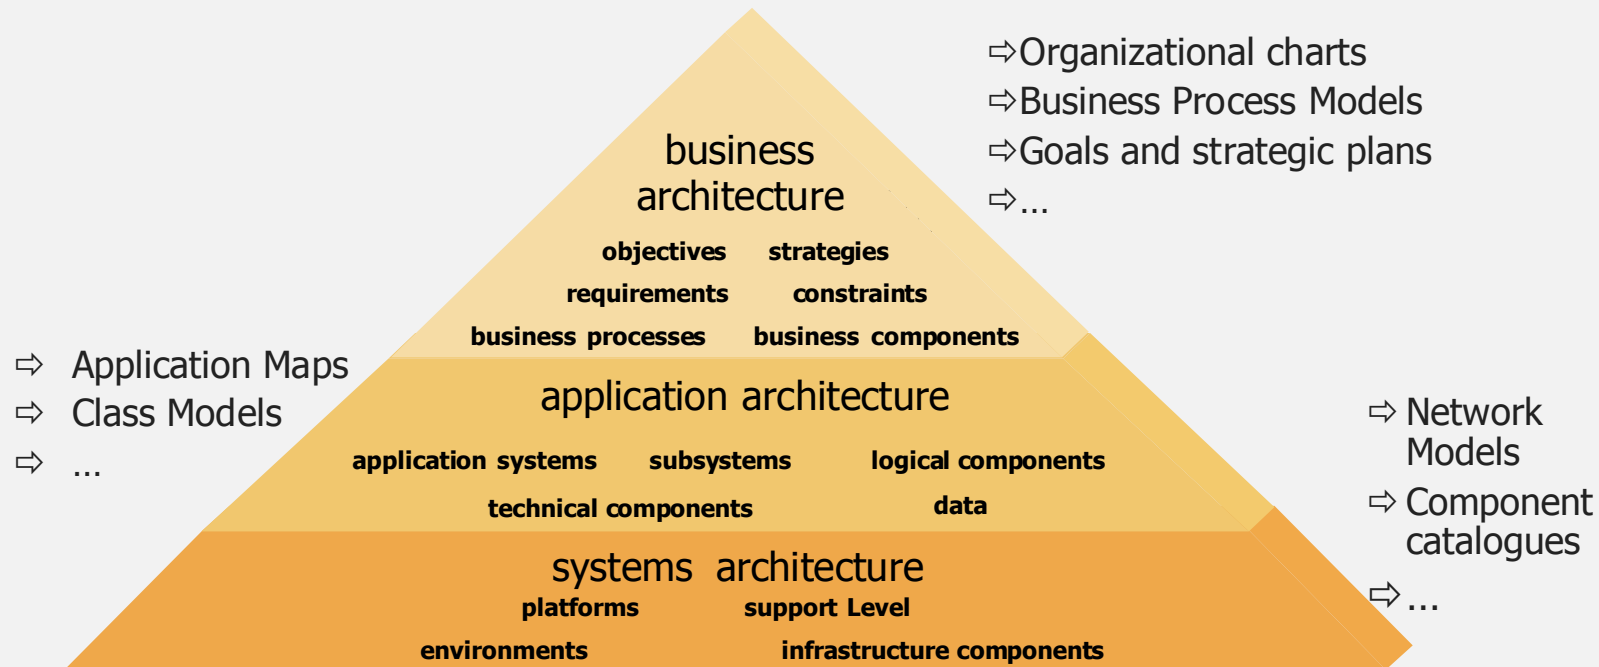 ⇨Organizational charts
⇨Business Process Models
⇨Goals and strategic plans
⇨...
business
architecture
objectives strategies
requirements constraints
business processes business components
⇨ Application Maps
⇨ Class Models
⇨ ...
application architecture
application systems subsystems logical components
technical components data
⇨ Network
Models
⇨ Component
catalogues
⇨...
systems architecture
platforms support Level
environments infrastructure components